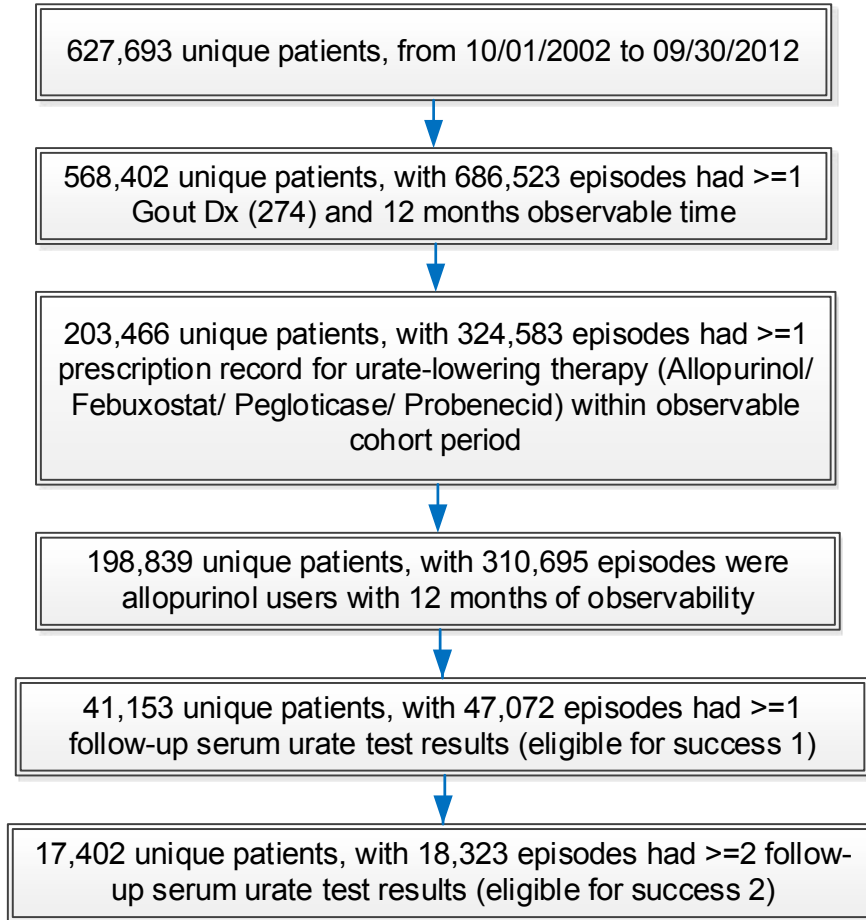 627,693 unique patients, from 10/01/2002 to 09/30/2012
568,402 unique patients, with 686,523 episodes had >=1
Gout Dx (274) and 12 months observable time
203,466 unique patients, with 324,583 episodes had >=1
prescription record for urate-lowering therapy (Allopurinol/
Febuxostat/ Pegloticase/ Probenecid) within observable
cohort period
198,839 unique patients, with 310,695 episodes were
allopurinol users with 12 months of observability
41,153 unique patients, with 47,072 episodes had >=1
follow-up serum urate test results (eligible for success 1)
17,402 unique patients, with 18,323 episodes had >=2 follow-
up serum urate test results (eligible for success 2)